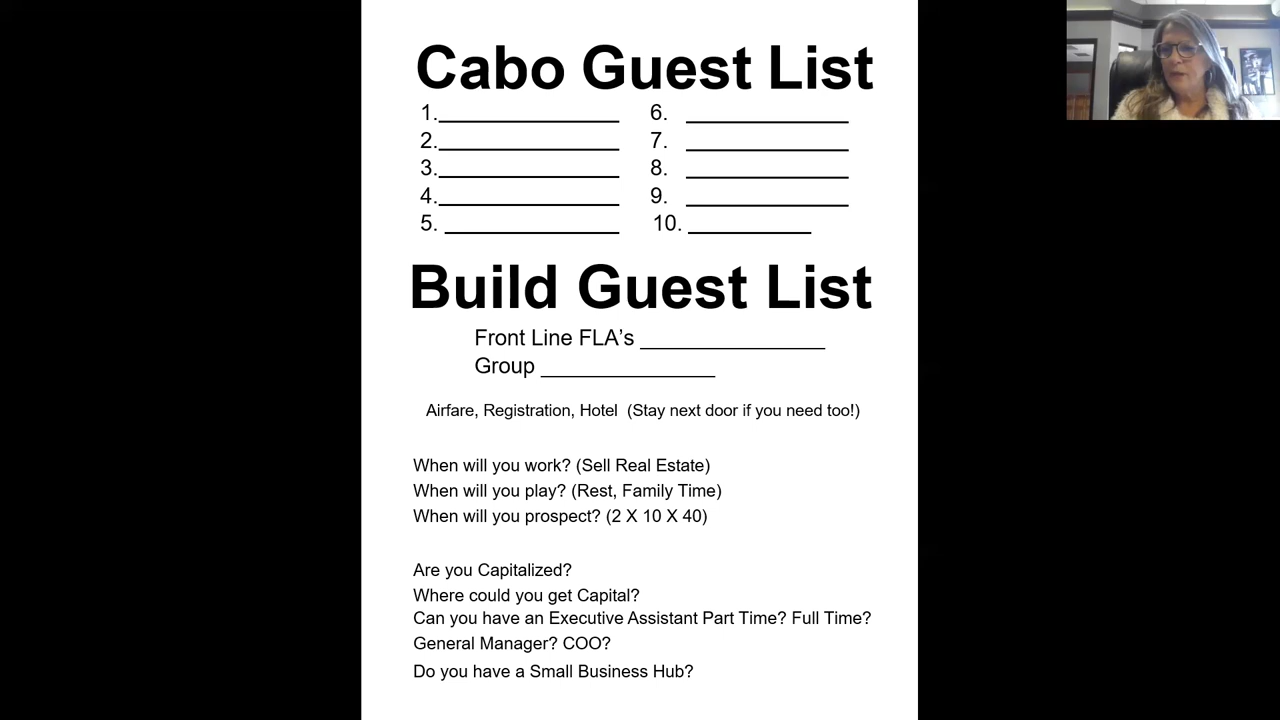 Cabo Guest List
1.________________ 6. ______________
2.________________ 7. ______________
3.________________ 8. ______________
4.________________ 9. ______________
5. _______________ 10. ___________
Build Guest List
Front Line FLA’s ________________
Group _______________
Airfare, Registration, Hotel (Stay next door if you need too!)
When will you work? (Sell Real Estate)
When will you play? (Rest, Family Time)
When will you prospect? (2 X 10 X 40)
Are you Capitalized?
Where could you get Capital?
Can you have an Executive Assistant Part Time? Full Time?
General Manager? COO?
Do you have a Small Business Hub?